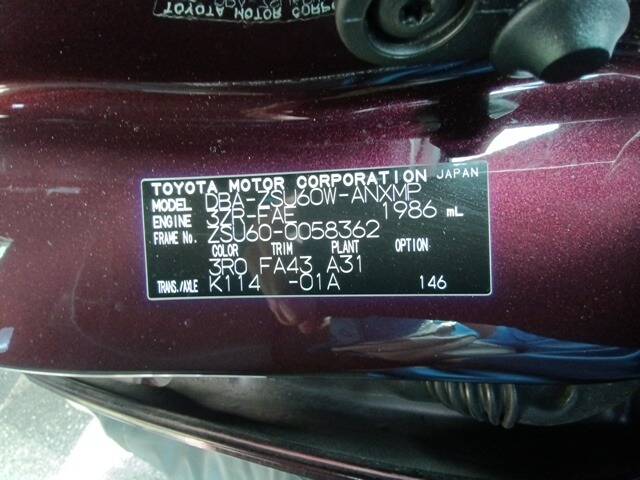 TOYOTA MOTOR CORPORATION JAPAN
MODEL DBA-ZSU60W-ANXMP
ENGINE 3ZR-FAE 1986 mL
FRAME No. ZSU60-0058362
COLOR TRIM PLANT OPTION
3R0 FA43 A31
TRANS./AXLE K114 -01A 146